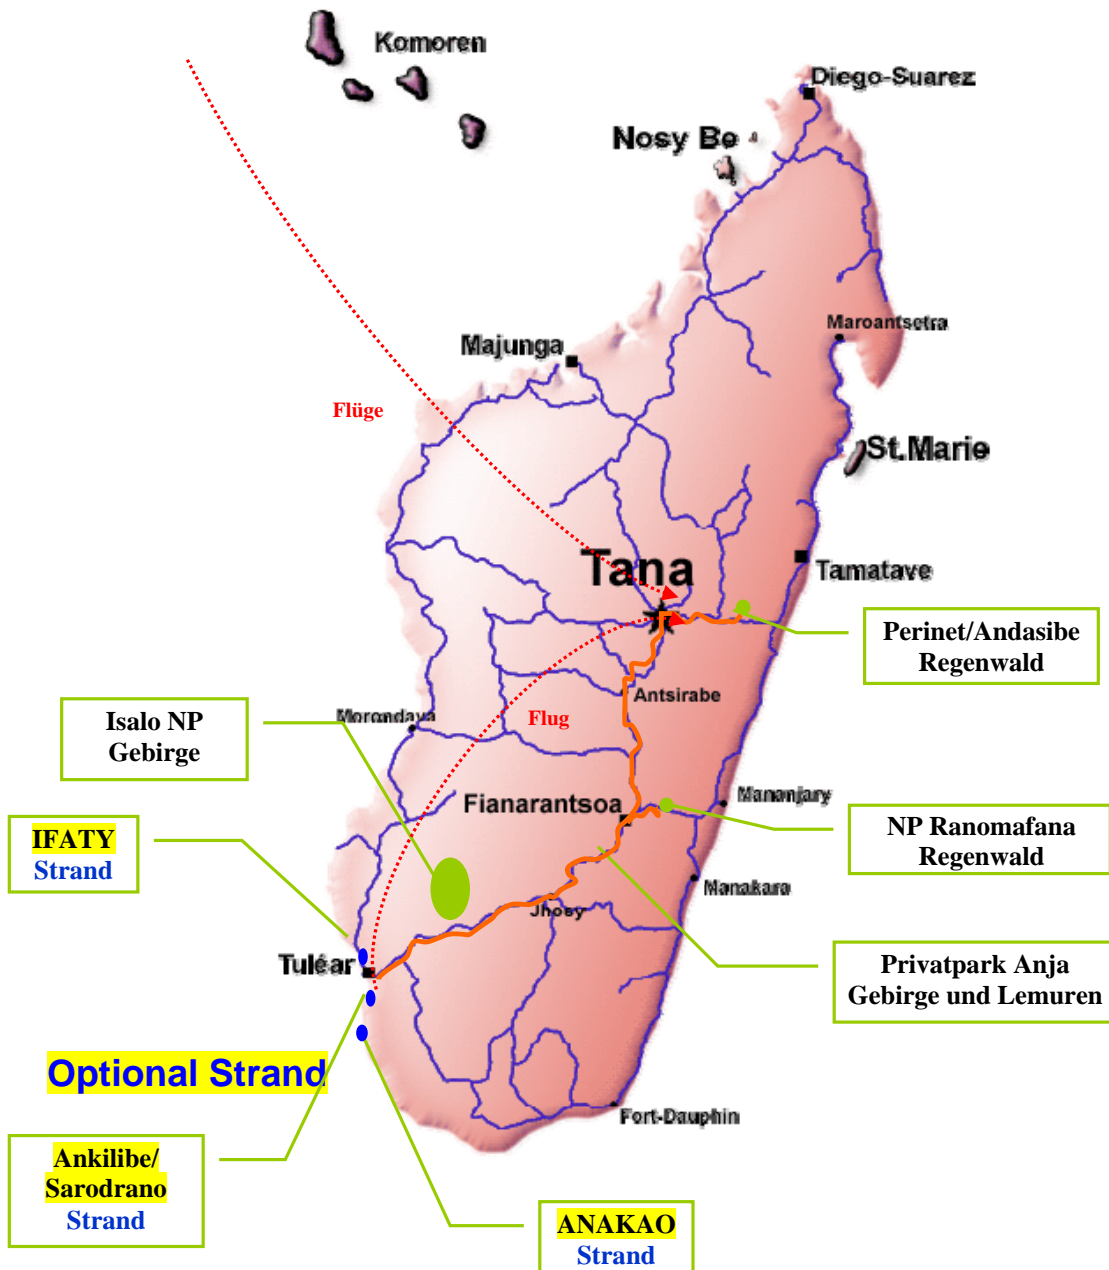 Komoren
Diego-Suarez
Nosy Be
Maroantsetra
Majunga
Flüge
St.Marie
Tana
Tamatave
Perinet/Andasibe
Regenwald
Antsirabe
Isalo NP
Gebirge
Morondava
Flug
Fianarantsoa
Mananjary
NP Ranomafana
Regenwald
IFATY
Strand
Manakara
Jhosy
Tuléar
Privatpark Anja
Gebirge und Lemuren
Optional Strand
Fort-Dauphin
Ankilibe/
Sarodrano
Strand
ANAKAO
Strand